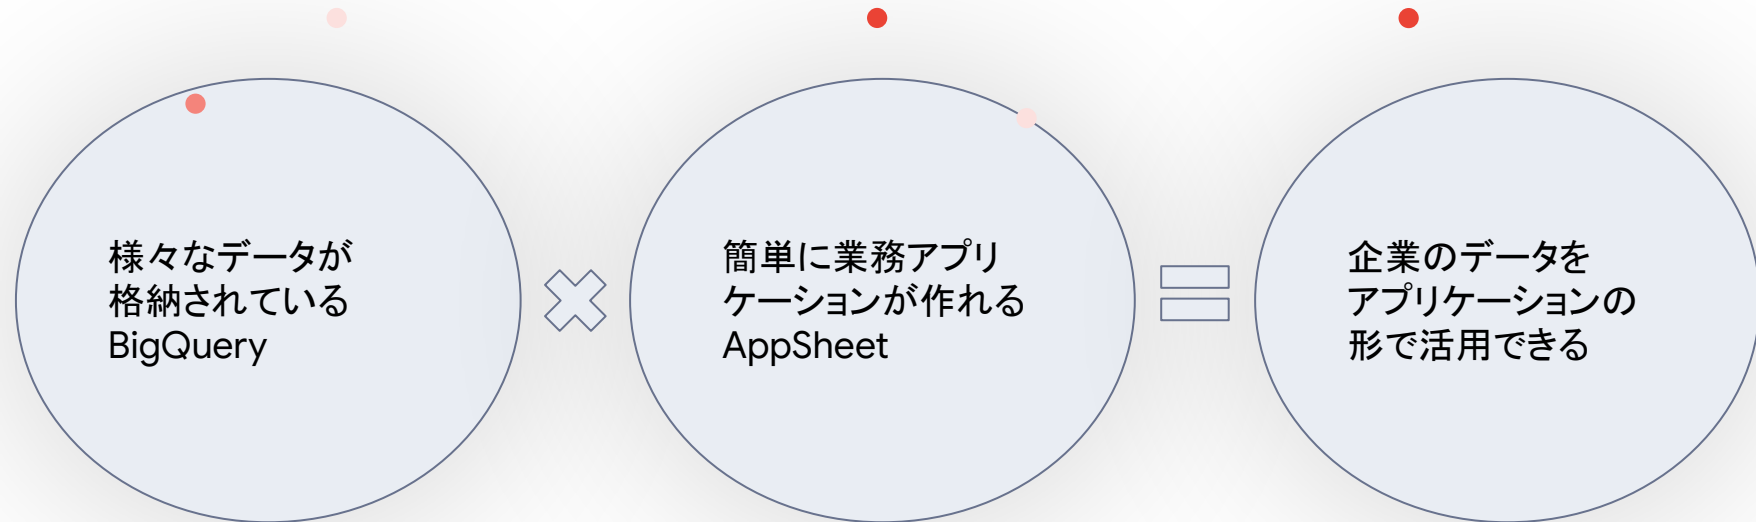 様々なデータが
格納されている
BigQuery
簡単に業務アプリ
ケーションが作れる
AppSheet
企業のデータを
アプリケーションの
形で活用できる